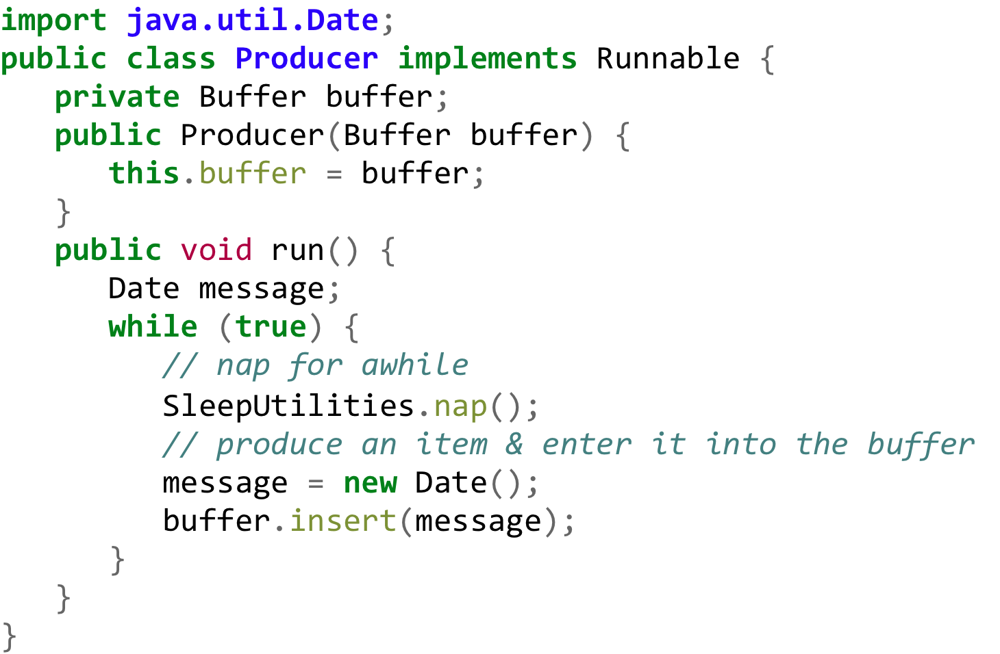 import java.util.Date;
public class Producer implements Runnable {
   private Buffer buffer;
   public Producer(Buffer buffer) {
      this.buffer = buffer;
   }
   public void run() {
      Date message;
      while (true) {
         // nap for awhile
         SleepUtilities.nap();
         // produce an item & enter it into the buffer
         message = new Date();
         buffer.insert(message);
      }
   }
}